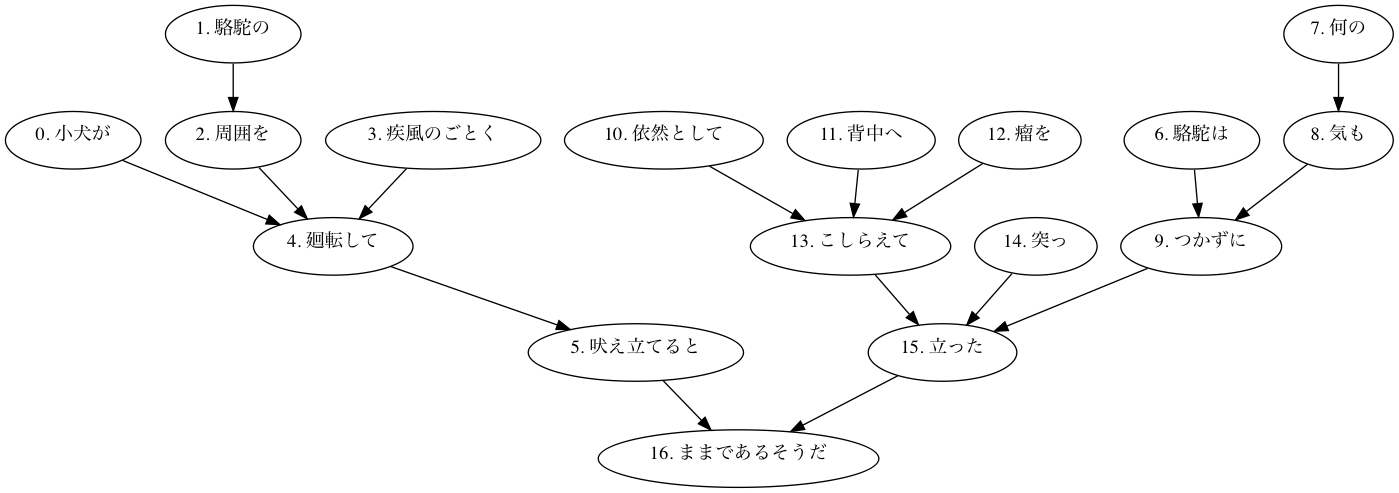 1. 駱駝の
7. 何の
0. 小犬が
2. 周囲を
3. 疾風のごとく
10. 依然として
11. 背中へ
12. 瘤を
6. 駱駝は
8. 気も
4. 廻転して
13. こしらえて
14. 突っ
9. つかずに
5. 吠え立てると
15. 立った
16. ままであるそうだ